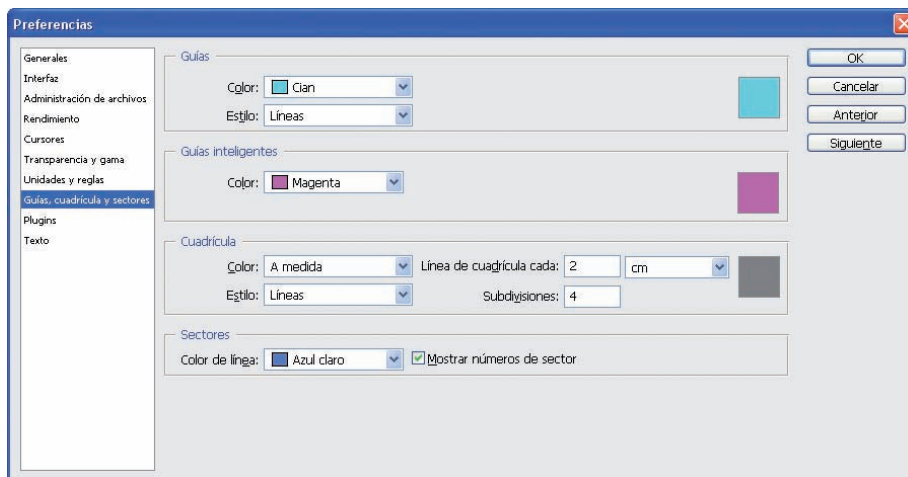 Preferencias
Generales
Interfaz
Administración de archivos
Rendimiento
Cursores
Transparencia y gama
Unidades y reglas
Guías, cuadrícula y sectores
Plugins
Texto
Guías
Color: Cian
Estilo: Líneas
Guías inteligentes
Color: Magenta
Cuadrícula
Color: A medida Línea de cuadrícula cada: 2 cm
Estilo: Líneas Subdivisiones: 4
Sectores
Color de línea: Azul claro Mostrar números de sector
OK
Cancelar
Anterior
Siguiente